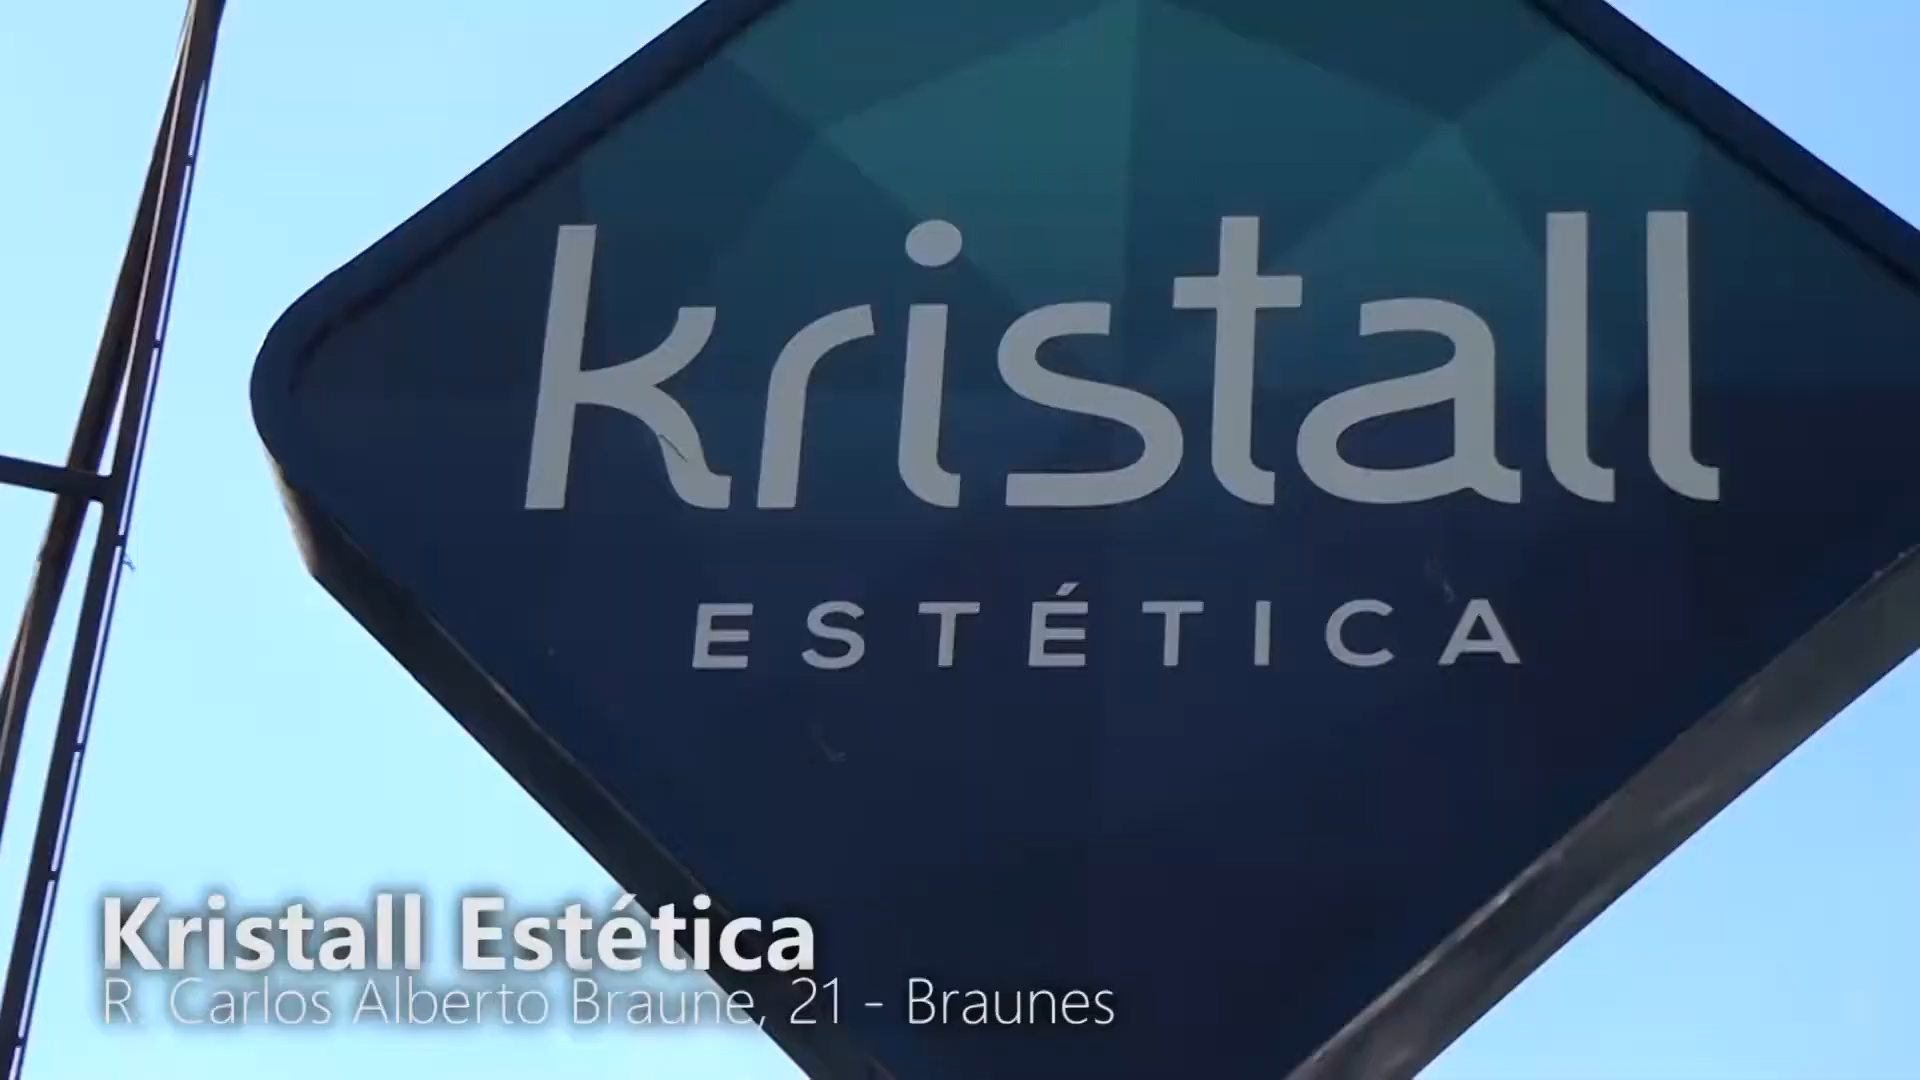 kristall
ESTÉTICA
Kristall Estética
R. Carlos Alberto Braune, 21 - Braunes